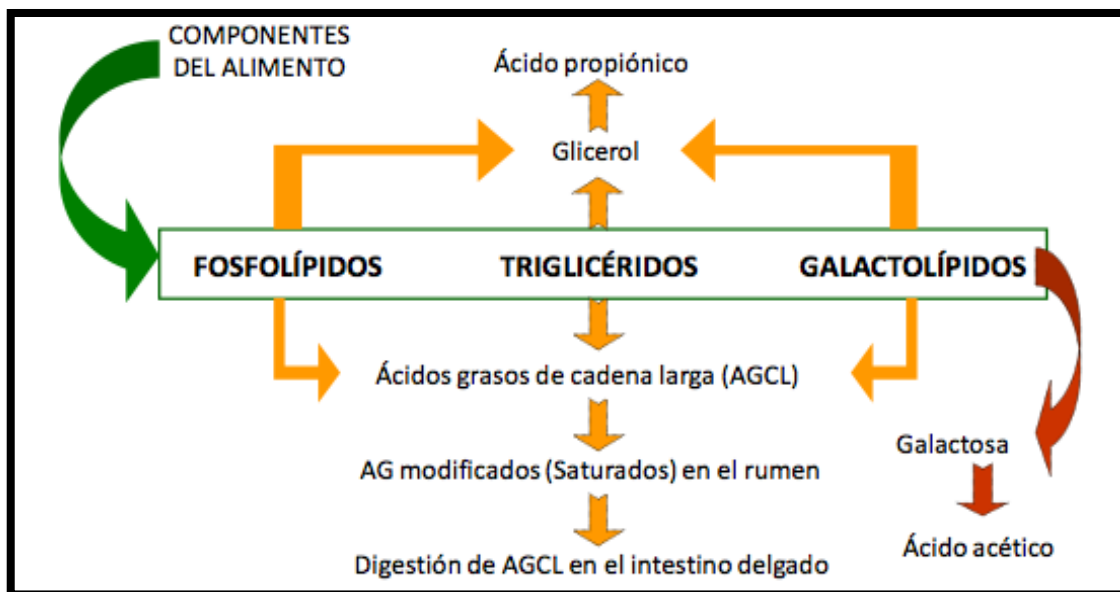 COMPONENTES
DEL ALIMENTO
Ácido propiónico
Glicerol
FOSFOLÍPIDOS
TRIGLICÉRIDOS
GALACTOLÍPIDOS
Ácidos grasos de cadena larga (AGCL)
Galactosa
AG modificados (Saturados) en el rumen
Ácido acético
Digestión de AGCL en el intestino delgado